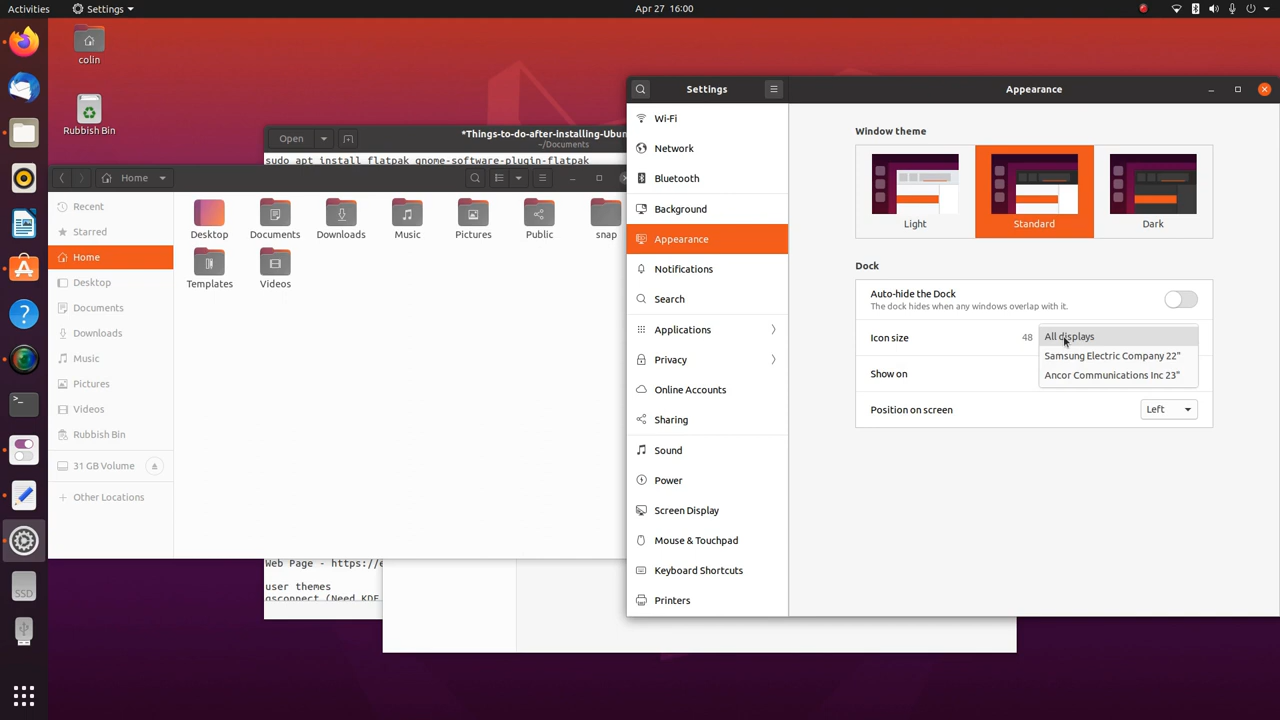 Activities
Settings
Apr 27 16:00
colin
Rubbish Bin
Open
*Things-to-do-after-installing-Ubun
~/Documents
sudo apt install flatpak gnome-software-plugin-flatpak
Home
Recent
Starred
Home
Desktop
Documents
Downloads
Music
Pictures
Videos
Rubbish Bin
31 GB Volume
Other Locations
Desktop
Documents
Downloads
Music
Pictures
Public
snap
Templates
Videos
Web Page - https://e
user themes
gsconnect (Need KDE
Settings
Wi-Fi
Network
Bluetooth
Background
Appearance
Notifications
Search
Applications
Privacy
Online Accounts
Sharing
Sound
Power
Screen Display
Mouse & Touchpad
Keyboard Shortcuts
Printers
Appearance
Window theme
Light
Standard
Dark
Dock
Auto-hide the Dock
The dock hides when any windows overlap with it.
Icon size
48
All displays
Samsung Electric Company 22"
Show on
Ancor Communications Inc 23"
Position on screen
Left
SSD